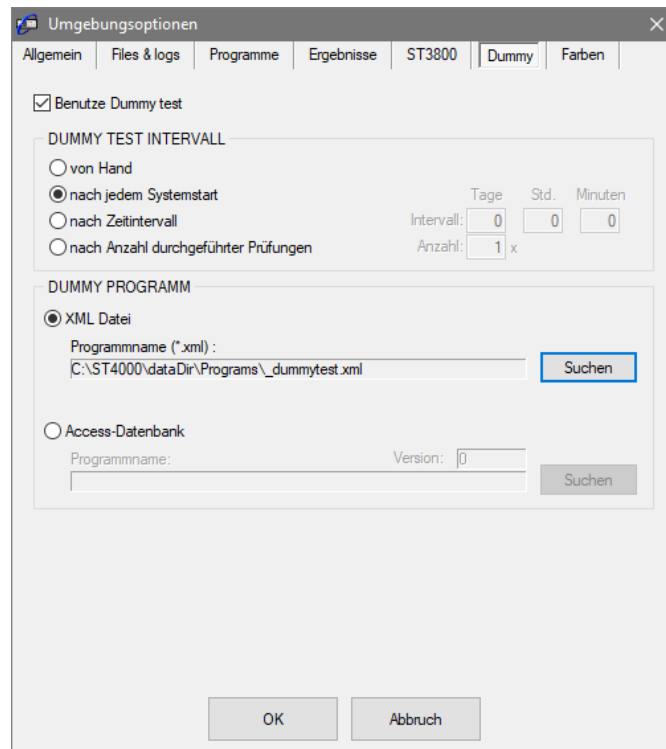 Umgebungsoptionen
Allgemein Files & logs Programme Ergebnisse ST3800 Dummy Farben
Benutze Dummy test
DUMMY TEST INTERVALL
von Hand
nach jedem Systemstart Tage Std. Minuten
nach Zeitintervall Intervall: 0 0 0
nach Anzahl durchgeführter Prüfungen Anzahl: 1 x
DUMMY PROGRAMM
XML Datei
Programmname (*.xml) :
C:\ST4000\dataDir\Programs\_dummytest.xml Suchen
Access-Datenbank
Programmname: Version: 0
Suchen
OK Abbruch